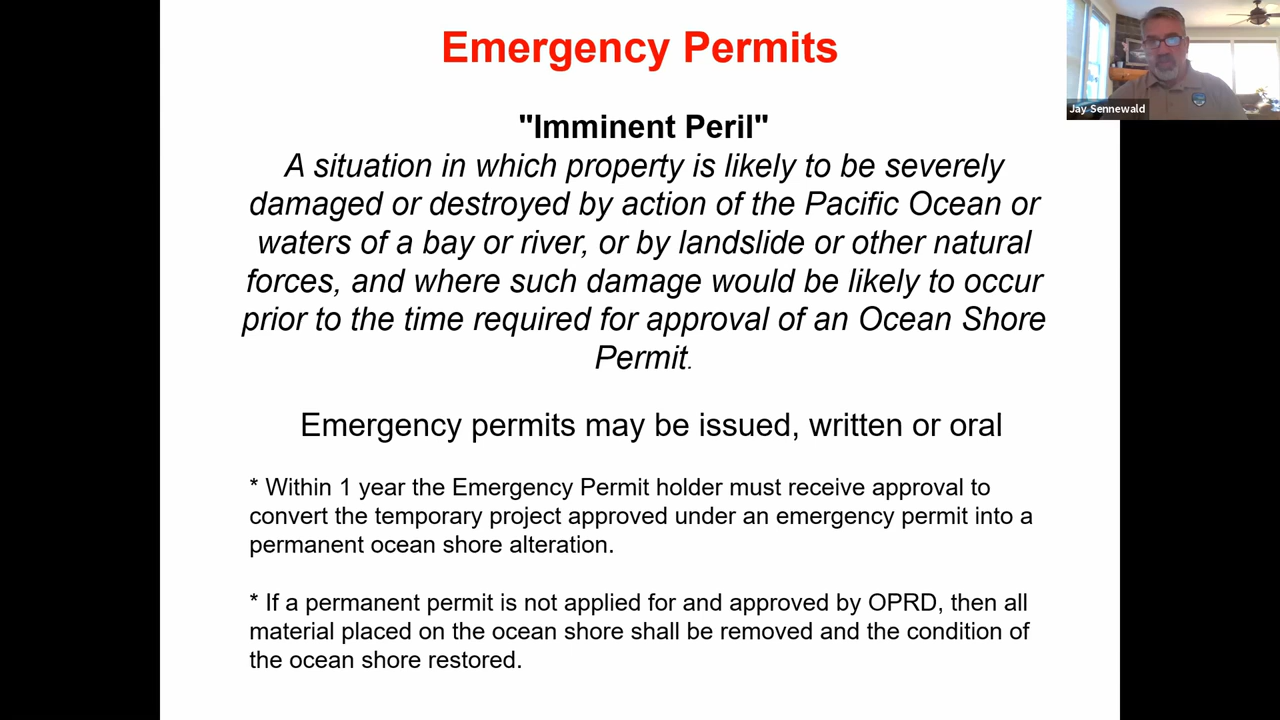 Emergency Permits
Jay Sennewald
"Imminent Peril"
A situation in which property is likely to be severely
damaged or destroyed by action of the Pacific Ocean or
waters of a bay or river, or by landslide or other natural
forces, and where such damage would be likely to occur
prior to the time required for approval of an Ocean Shore
Permit.
Emergency permits may be issued, written or oral
* Within 1 year the Emergency Permit holder must receive approval to
convert the temporary project approved under an emergency permit into a
permanent ocean shore alteration.
* If a permanent permit is not applied for and approved by OPRD, then all
material placed on the ocean shore shall be removed and the condition of
the ocean shore restored.